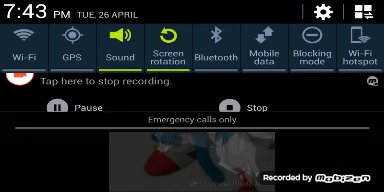 7:43 PM TUE, 26 APRIL
Wi-Fi
GPS
Sound
Screen rotation
Bluetooth
Mobile data
Blocking mode
Wi-Fi hotspot
Tap here to stop recording.
Pause
Stop
Emergency calls only
Recorded by Mobizen